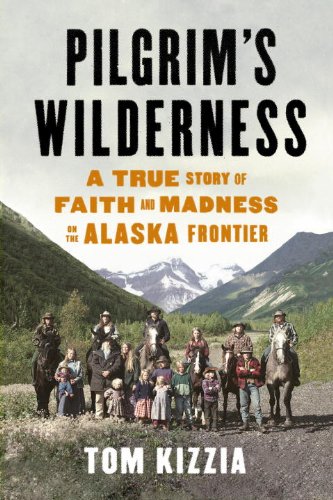 PILGRIM'S
WILDERNESS
A TRUE STORY OF
FAITH AND MADNESS
ON THE ALASKA FRONTIER
TOM KIZZIA